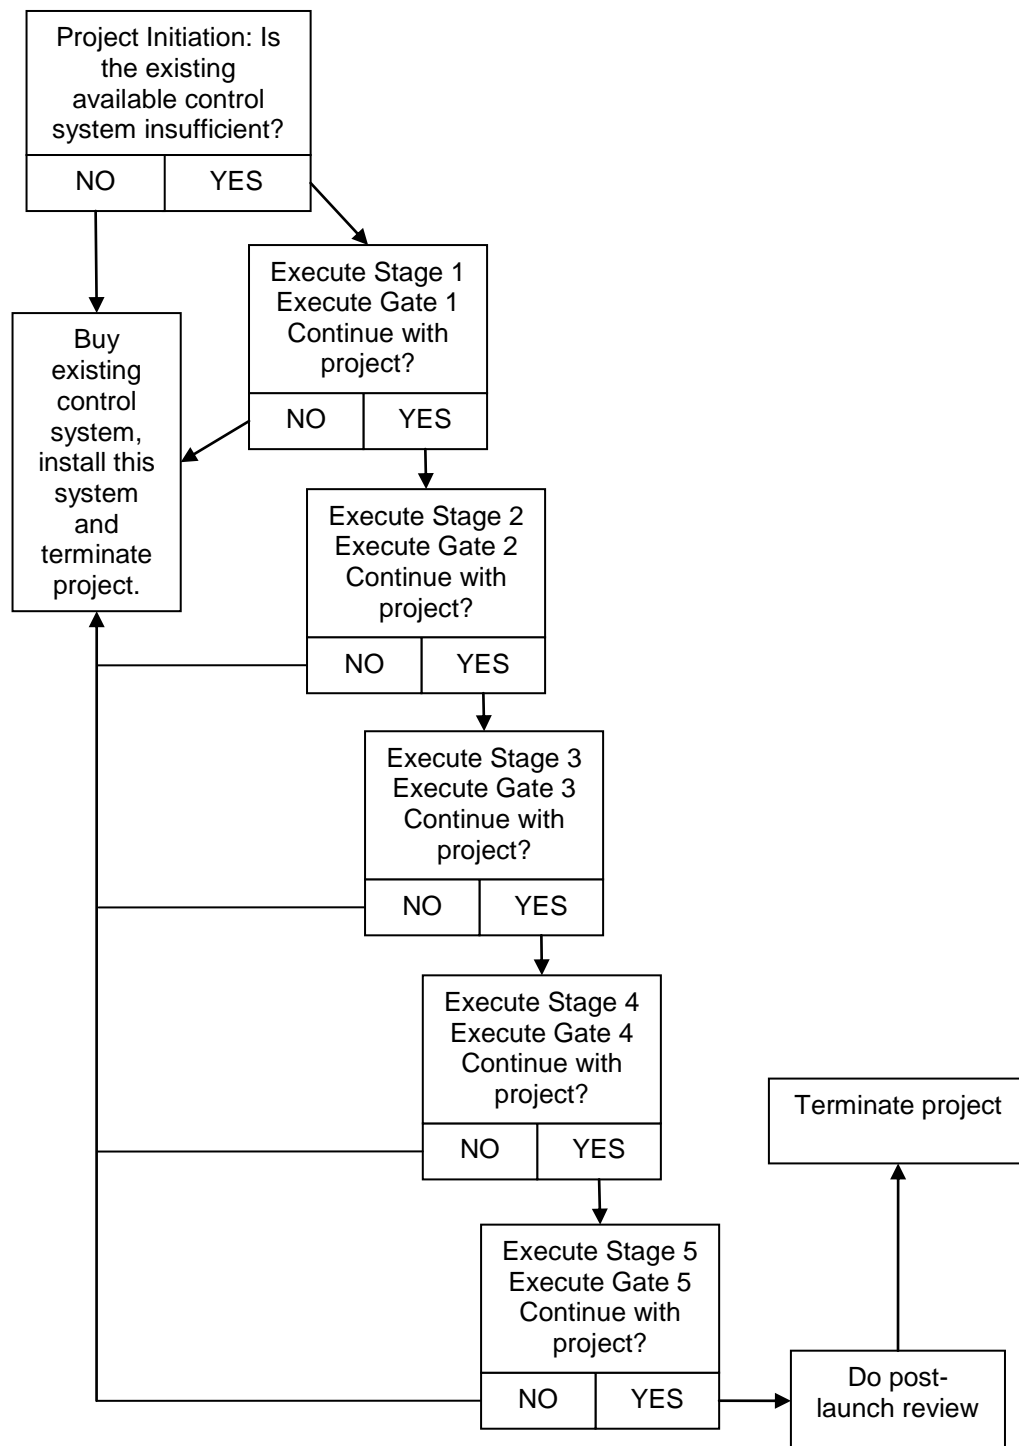 Project Initiation: Is
the existing
available control
system insufficient?
NO
YES
Execute Stage 1
Execute Gate 1
Continue with
project?
NO
YES
Buy
existing
control
system,
install this
system
and
terminate
project.
Execute Stage 2
Execute Gate 2
Continue with
project?
NO
YES
Execute Stage 3
Execute Gate 3
Continue with
project?
NO
YES
Execute Stage 4
Execute Gate 4
Continue with
project?
NO
YES
Terminate project
Execute Stage 5
Execute Gate 5
Continue with
project?
NO
YES
Do post-
launch review